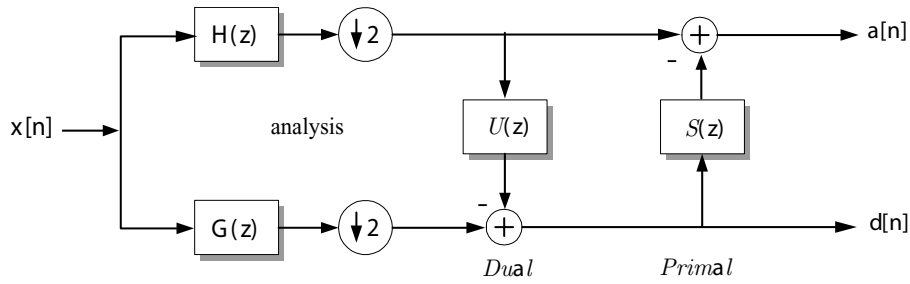 H(z)
↓2
+
a[n]
-
x[n]
analysis
U(z)
S(z)
-
G(z)
↓2
+
d[n]
Dual
Primal